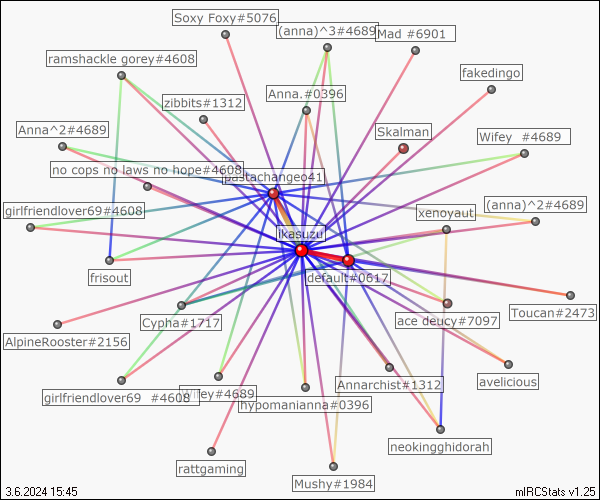 Soxy Foxy#5076
(anna)^3#4689
Mad #6901
ramshackle gorey#4608
fakedingo
Anna.#0396
zibbits#1312
Anna^2#4689
Skalman
Wifey  #4689
no cops no laws no hope#4608
pastachangeo41
girlfriendlover69#4608
xenoyaut
(anna)^2#4689
ikasuzu
frisout
default#0617
Cypha#1717
ace deucy#7097
Toucan#2473
AlpineRooster#2156
Annarchist#1312
avelicious
girlfriendlover69  #4608
Wifey#4689
hypomanianna#0396
neokingghidorah
rattgaming
Mushy#1984
3.6.2024 15:45
mIRCStats v1.25